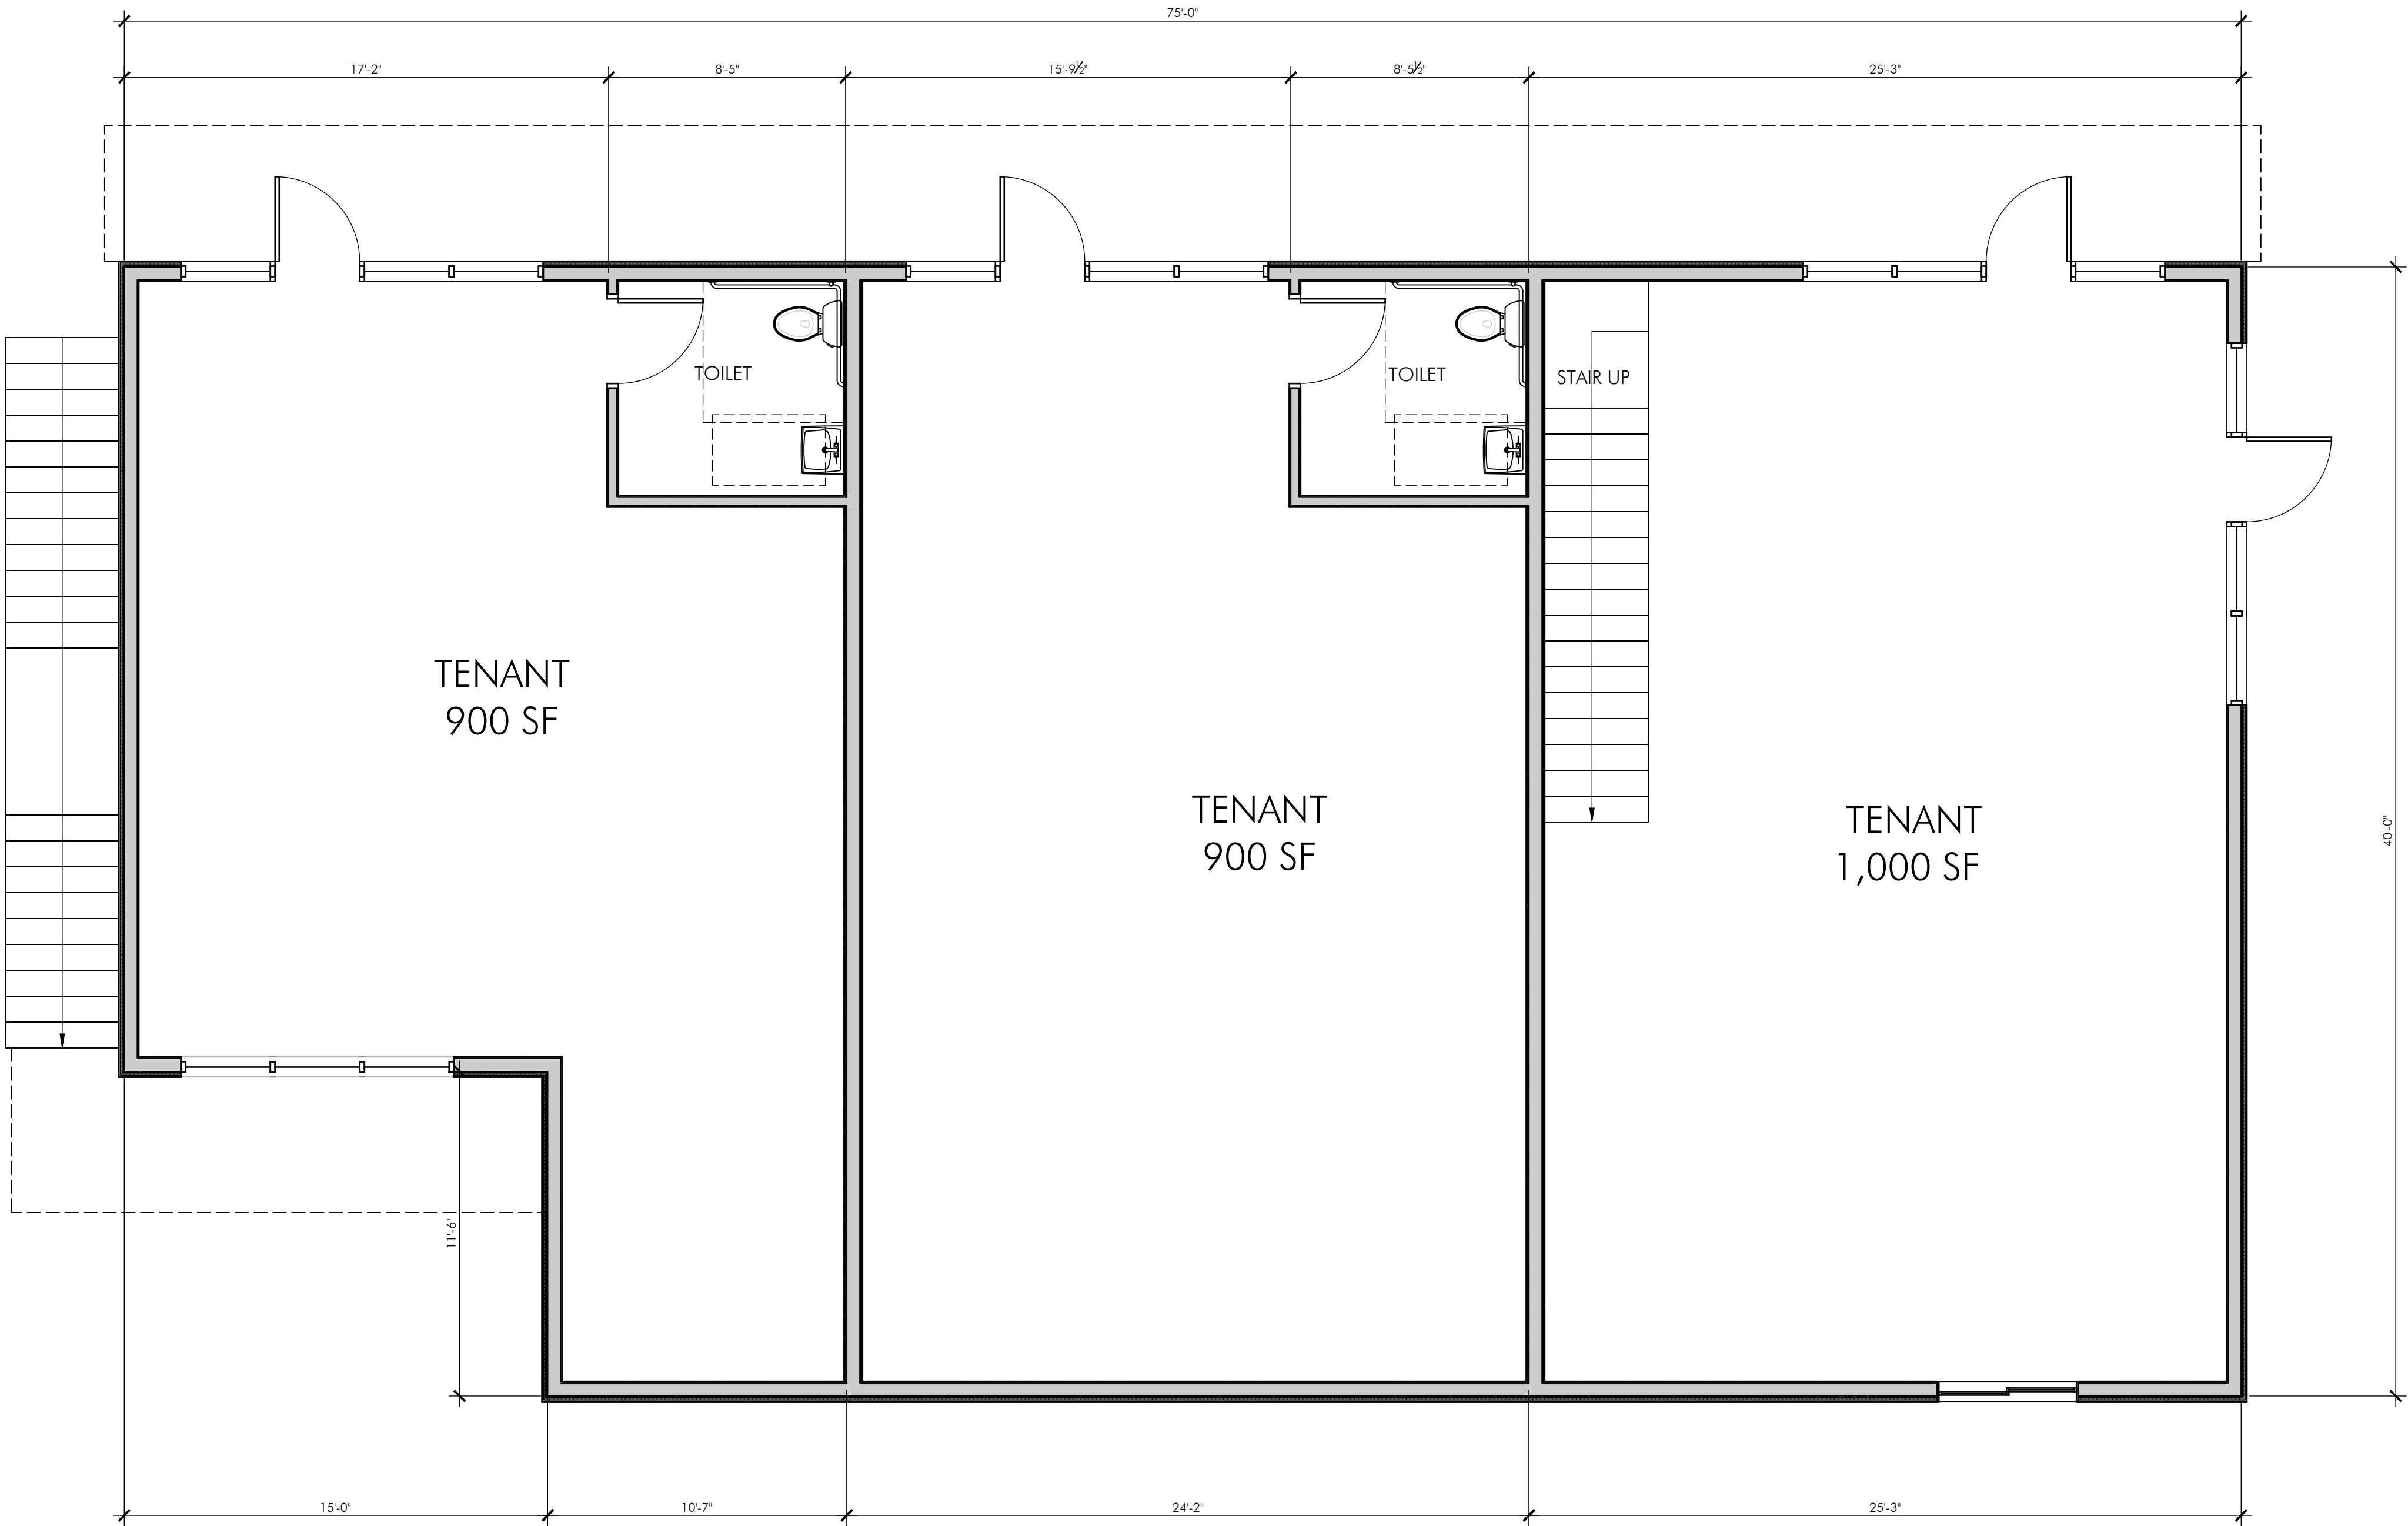 75'-0"
17'-2"
8'-5"
15'-9½"
8'-5½"
25'-3"
TOILET
TOILET
STAIR UP
TENANT
900 SF
TENANT
900 SF
TENANT
1,000 SF
40'-0"
11'-6"
15'-0"
10'-7"
24'-2"
25'-3"